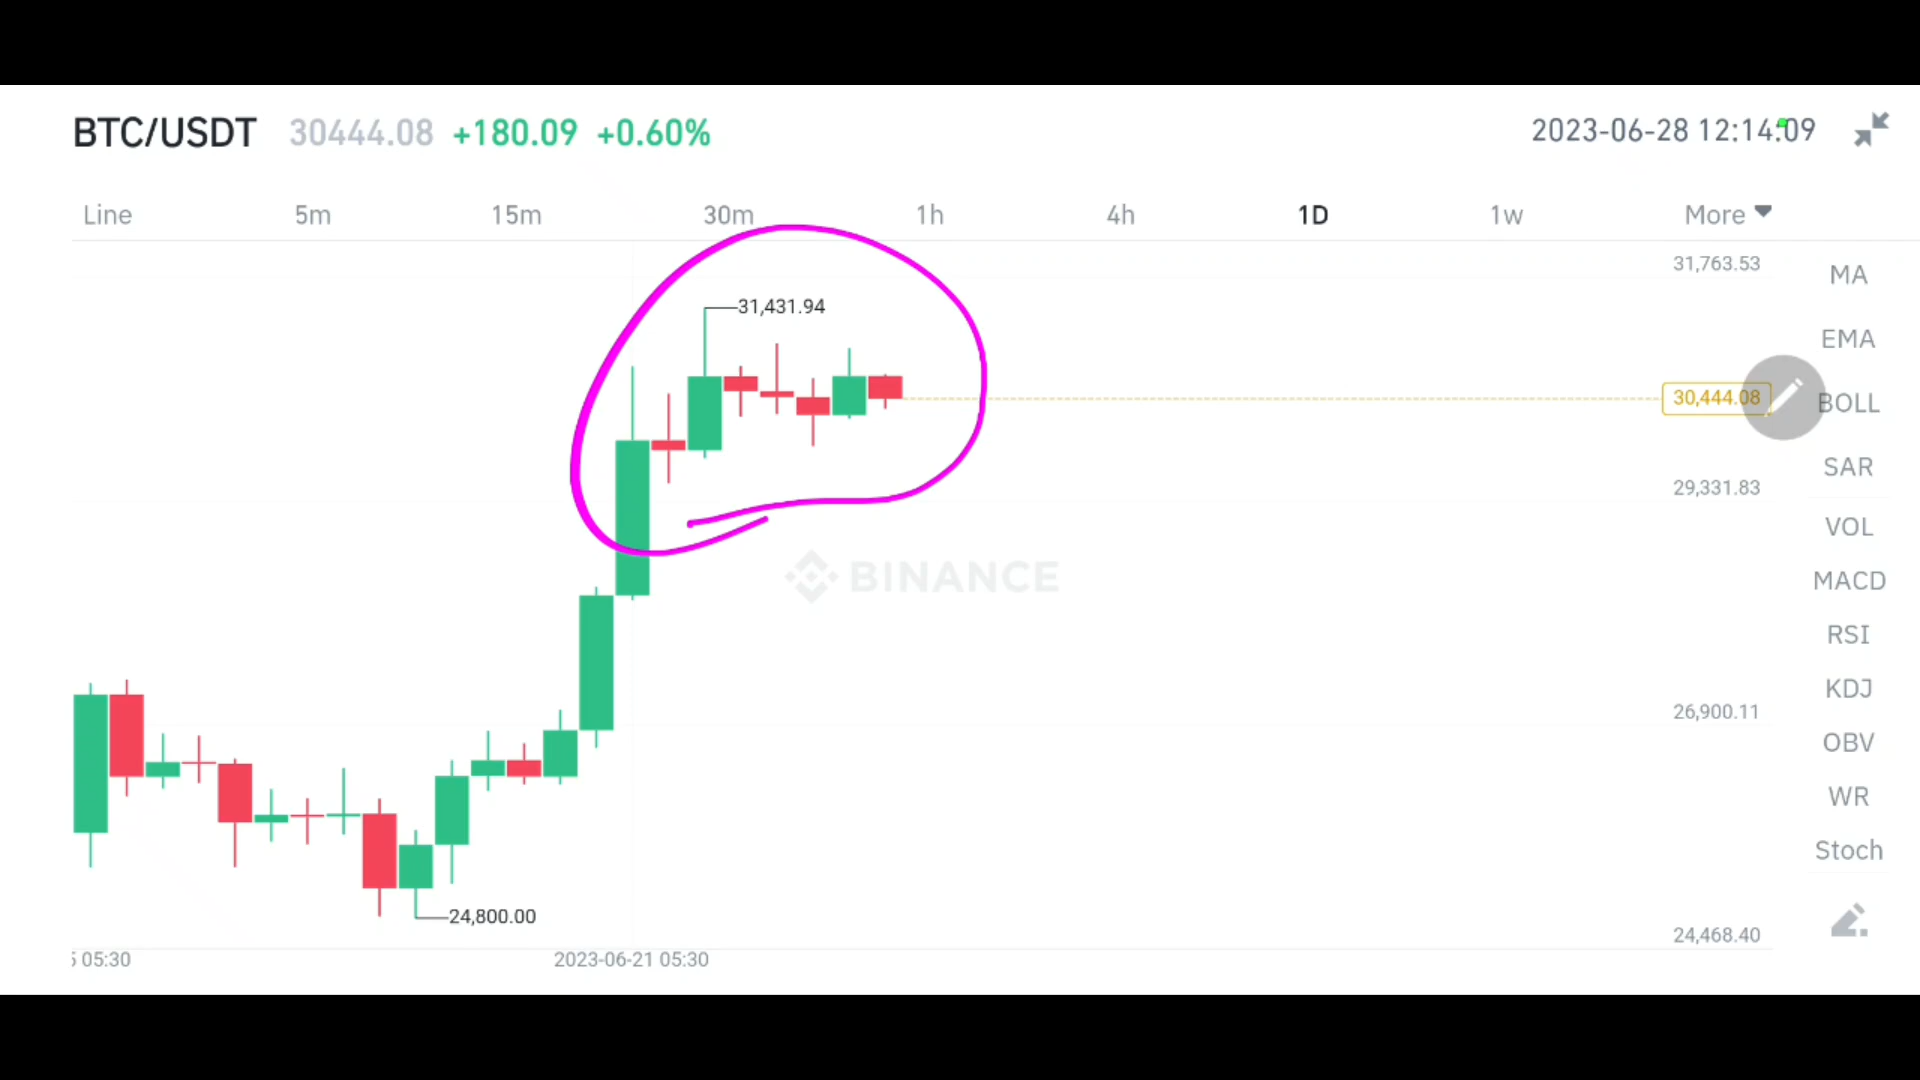 BTC/USDT 30444.08 +180.09 +0.60% 2023-06-28 12:14:09
Line 5m 15m 30m 1h 4h 1D 1w More
31,763.53
MA
31,431.94
EMA
30,444.08
BOLL
SAR
29,331.83
VOL
BINANCE
MACD
RSI
KDJ
26,900.11
OBV
WR
Stoch
24,800.00
24,468.40
5 05:30 2023-06-21 05:30